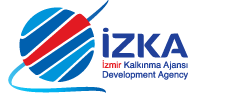 İZKA
İzmir Kalkınma Ajansı
Development Agency